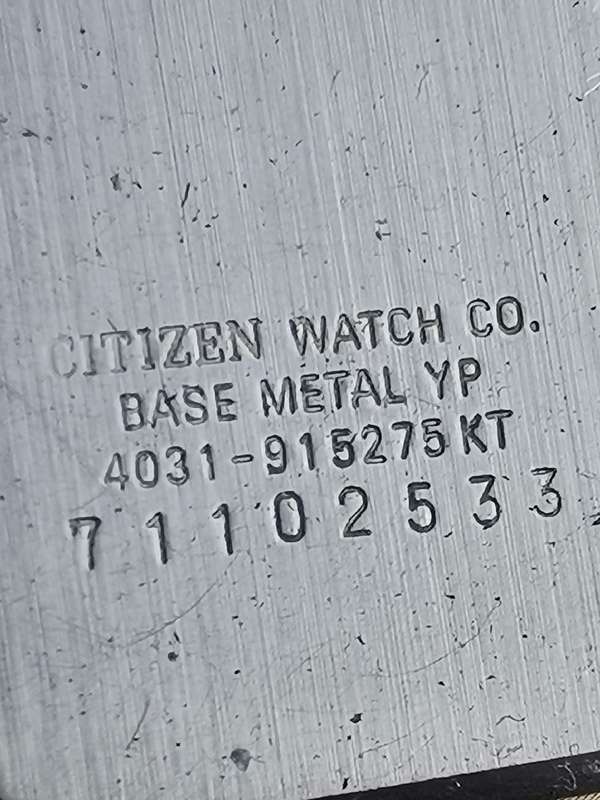 CITIZEN WATCH CO.
BASE METAL YP
4031-915275 KT
71102533